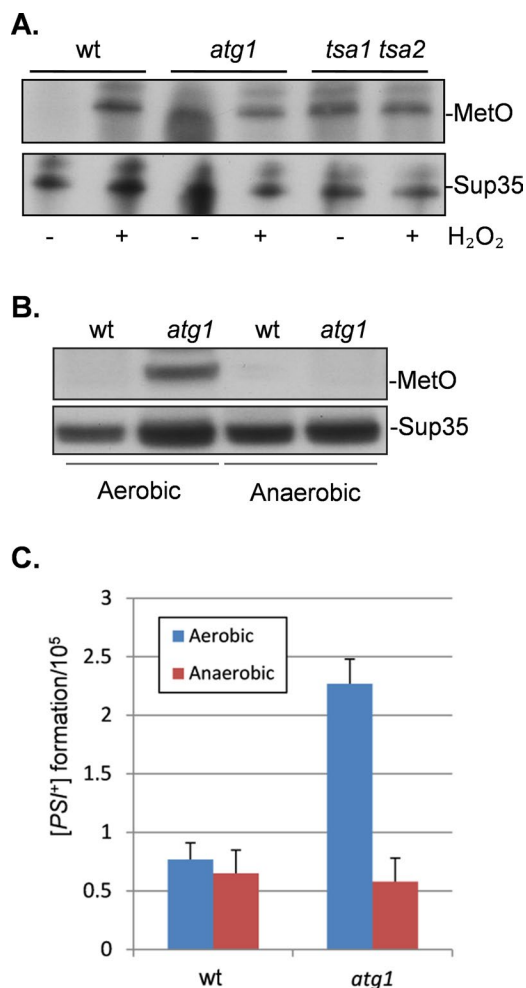 A.
wt atg1 tsa1 tsa2
-MetO
-Sup35
- + - + - + H₂O₂
B.
wt atg1 wt atg1
-MetO
-Sup35
Aerobic Anaerobic
C.
[PSI⁺] formation/10⁵
3
2.5
2
1.5
1
0.5
0
Aerobic
Anaerobic
wt atg1